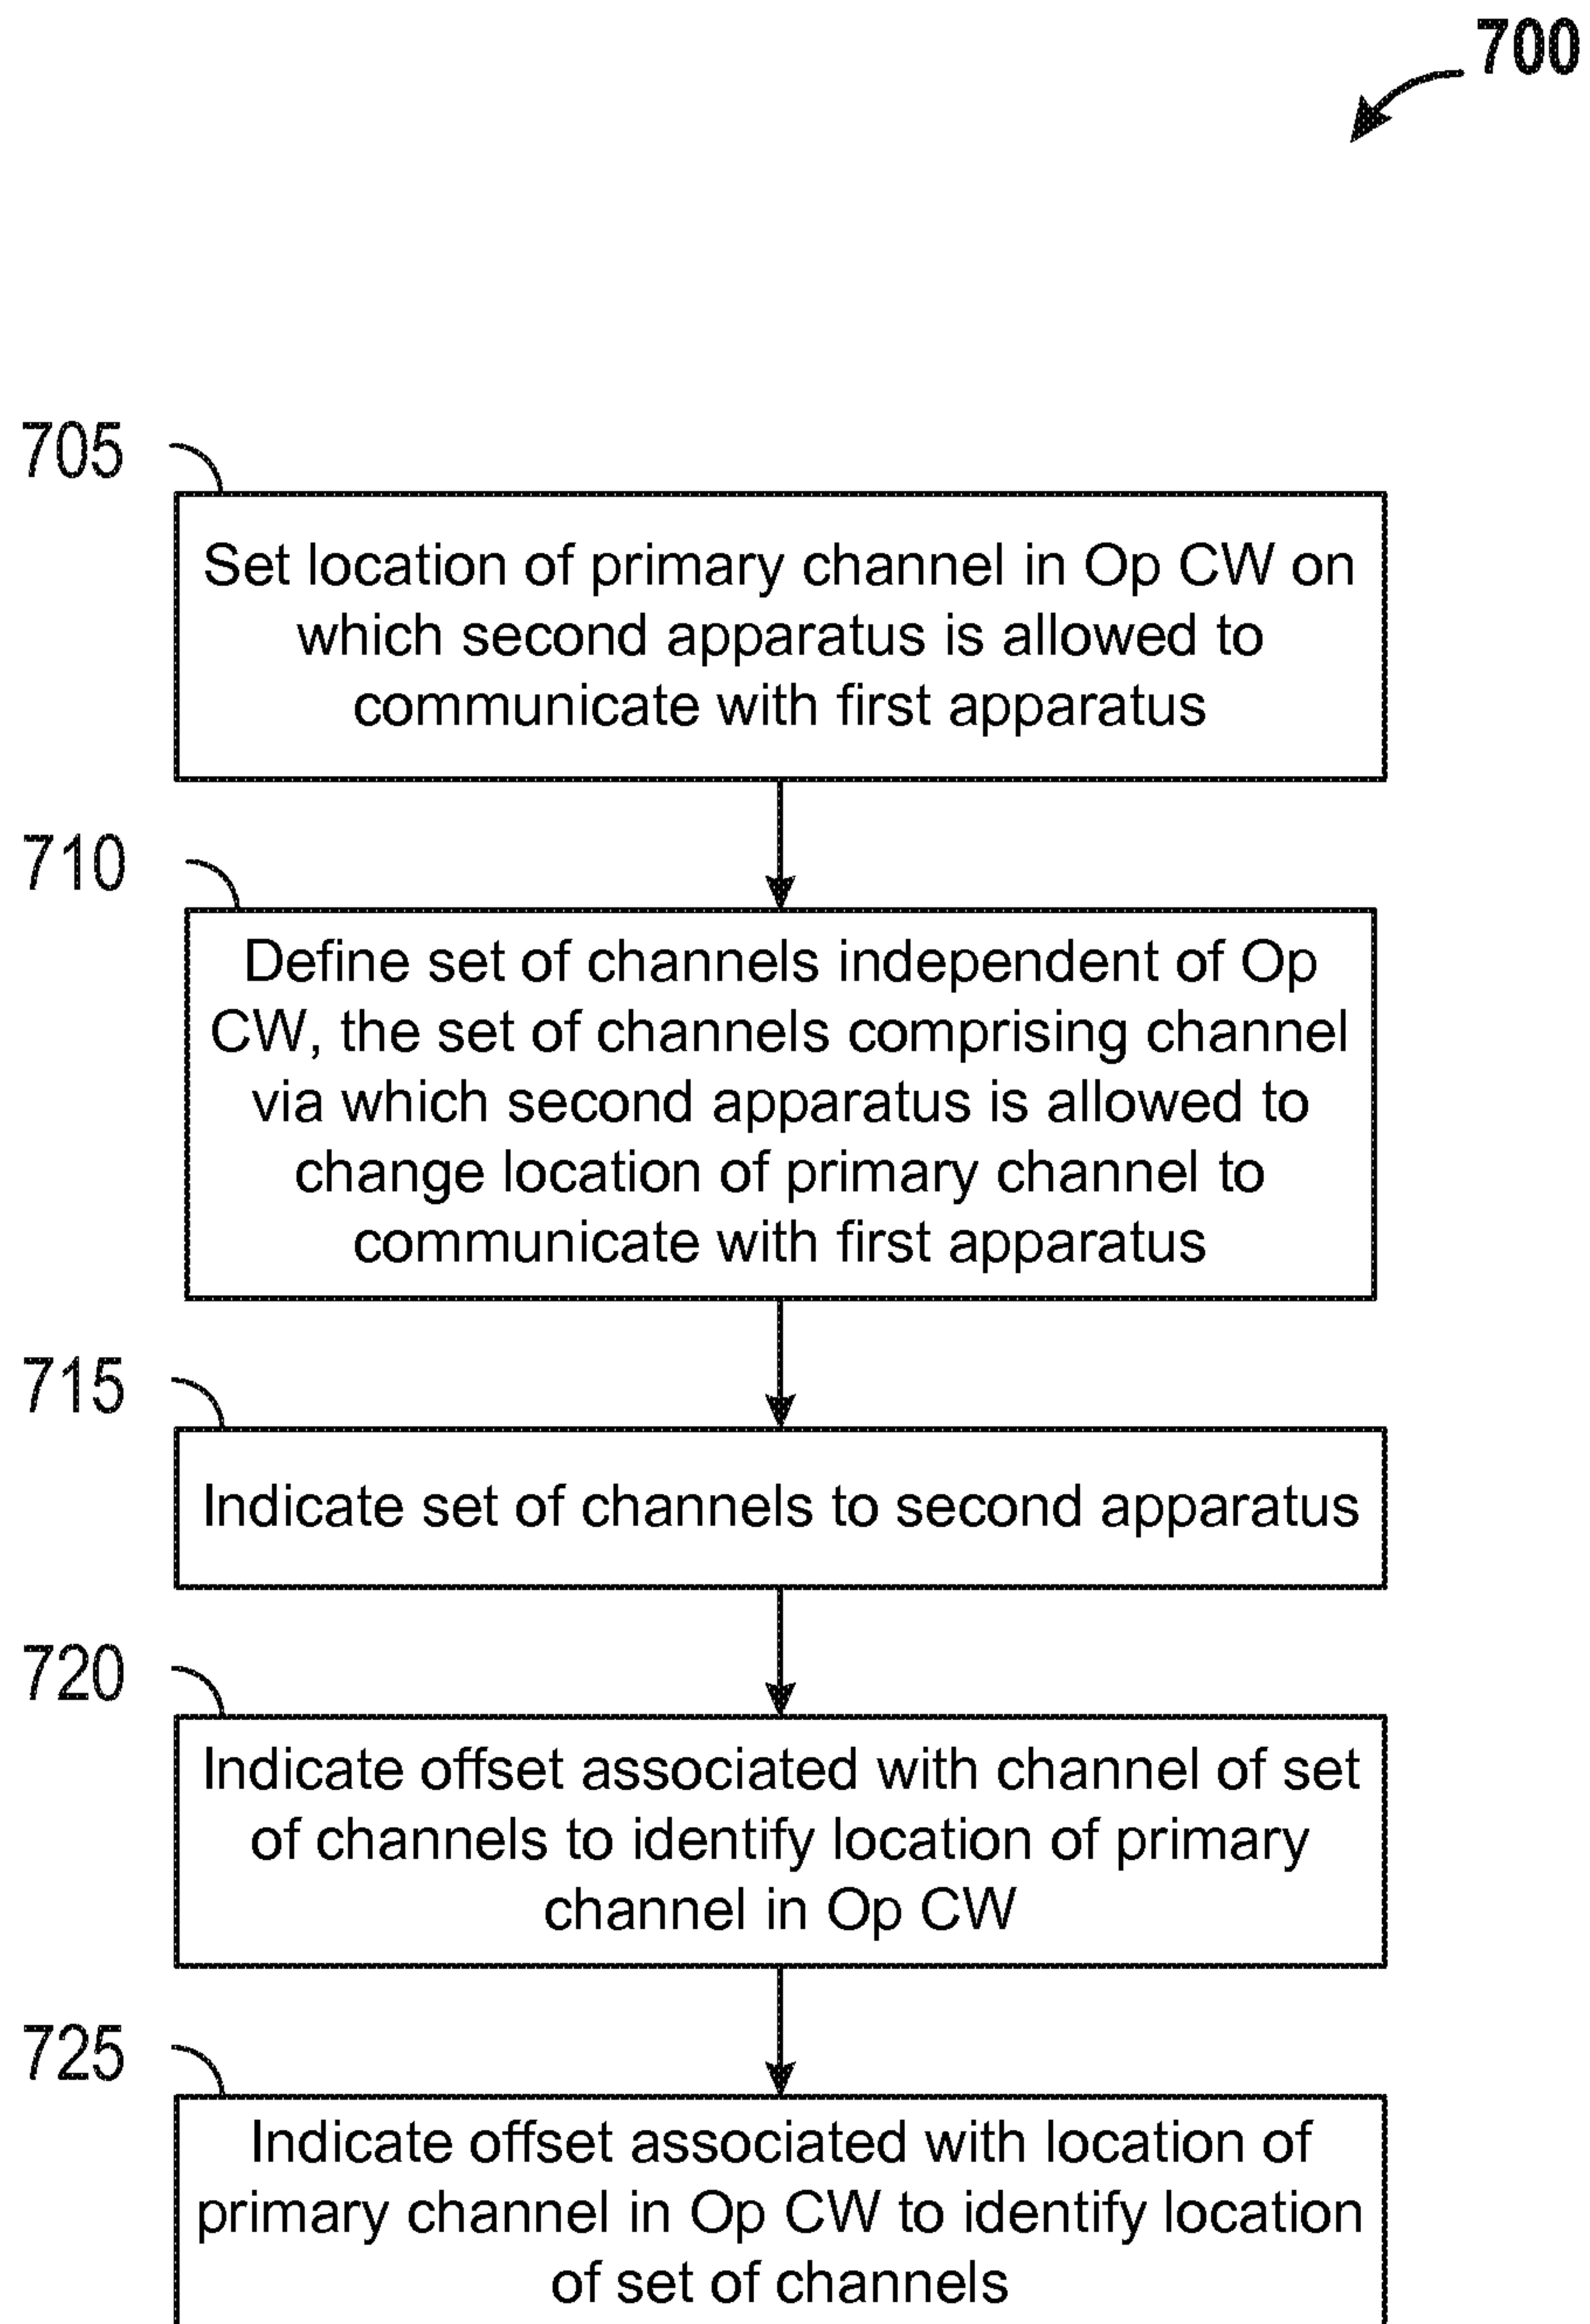 700
705
Set location of primary channel in Op CW on
which second apparatus is allowed to
communicate with first apparatus
710
Define set of channels independent of Op
CW, the set of channels comprising channel
via which second apparatus is allowed to
change location of primary channel to
communicate with first apparatus
715
Indicate set of channels to second apparatus
720
Indicate offset associated with channel of set
of channels to identify location of primary
channel in Op CW
725
Indicate offset associated with location of
primary channel in Op CW to identify location
of set of channels